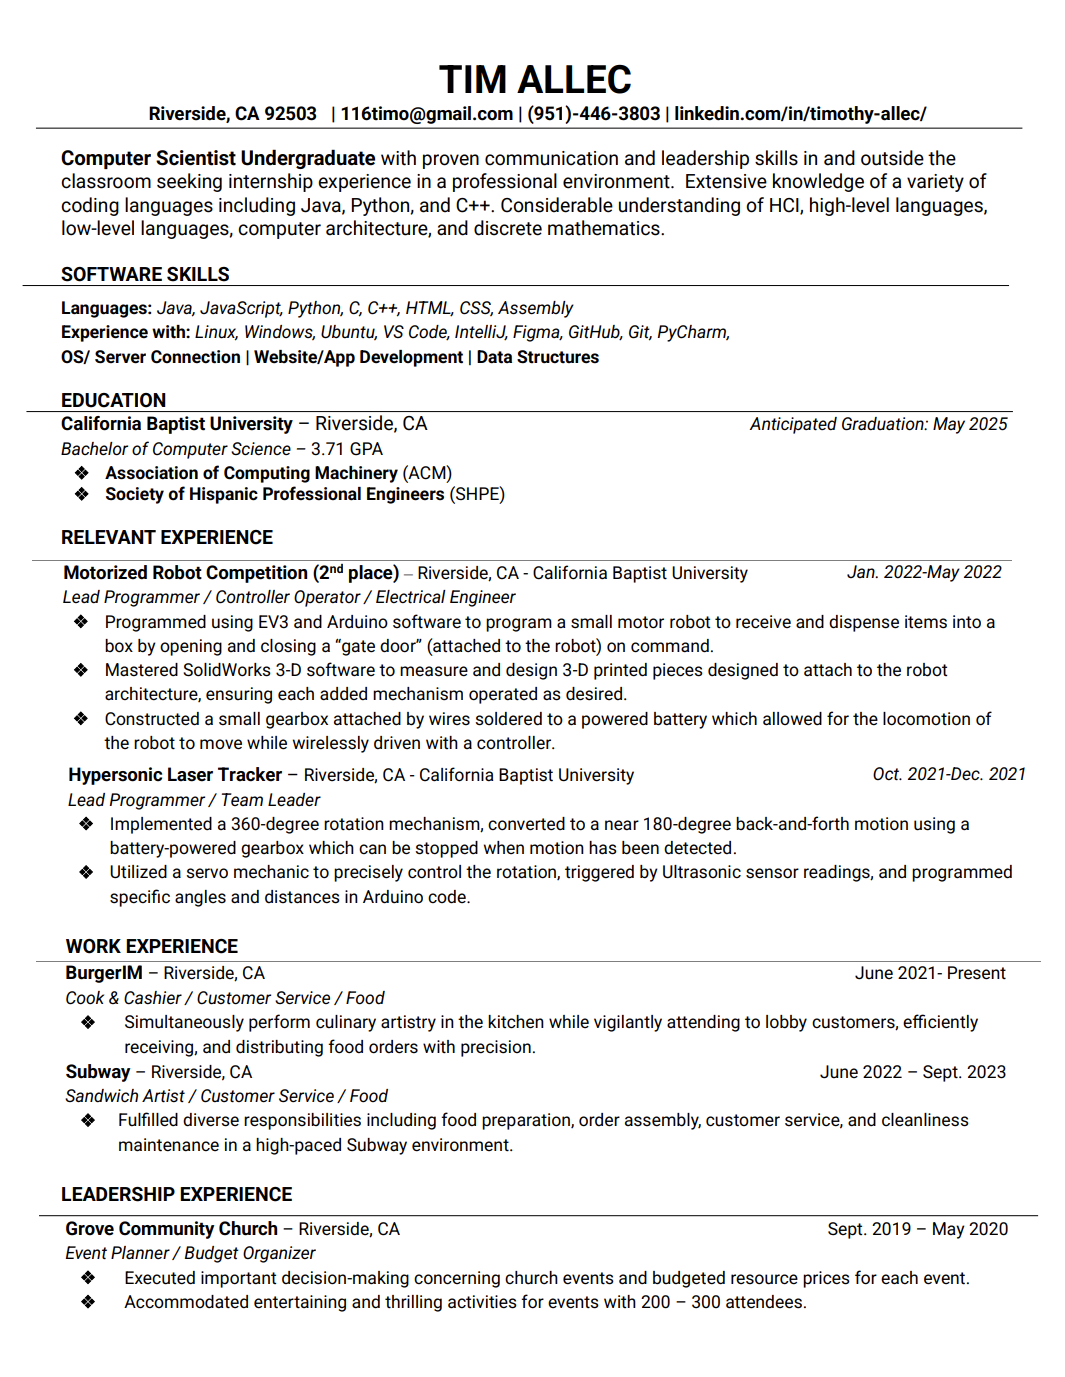 TIM ALLEC
Riverside, CA 92503 | 116timo@gmail.com | (951)-446-3803 | linkedin.com/in/timothy-allec/
Computer Scientist Undergraduate with proven communication and leadership skills in and outside the
classroom seeking internship experience in a professional environment. Extensive knowledge of a variety of
coding languages including Java, Python, and C++. Considerable understanding of HCI, high-level languages,
low-level languages, computer architecture, and discrete mathematics.
SOFTWARE SKILLS
Languages: Java, JavaScript, Python, C, C++, HTML, CSS, Assembly
Experience with: Linux, Windows, Ubuntu, VS Code, IntelliJ, Figma, GitHub, Git, PyCharm,
OS/ Server Connection | Website/App Development | Data Structures
EDUCATION
California Baptist University – Riverside, CA Anticipated Graduation: May 2025
Bachelor of Computer Science – 3.71 GPA
❖ Association of Computing Machinery (ACM)
❖ Society of Hispanic Professional Engineers (SHPE)
RELEVANT EXPERIENCE
Motorized Robot Competition (2nd place) – Riverside, CA - California Baptist University Jan. 2022-May 2022
Lead Programmer / Controller Operator / Electrical Engineer
❖ Programmed using EV3 and Arduino software to program a small motor robot to receive and dispense items into a
box by opening and closing a “gate door” (attached to the robot) on command.
❖ Mastered SolidWorks 3-D software to measure and design 3-D printed pieces designed to attach to the robot
architecture, ensuring each added mechanism operated as desired.
❖ Constructed a small gearbox attached by wires soldered to a powered battery which allowed for the locomotion of
the robot to move while wirelessly driven with a controller.
Hypersonic Laser Tracker – Riverside, CA - California Baptist University Oct. 2021-Dec. 2021
Lead Programmer / Team Leader
❖ Implemented a 360-degree rotation mechanism, converted to a near 180-degree back-and-forth motion using a
battery-powered gearbox which can be stopped when motion has been detected.
❖ Utilized a servo mechanic to precisely control the rotation, triggered by Ultrasonic sensor readings, and programmed
specific angles and distances in Arduino code.
WORK EXPERIENCE
BurgerIM – Riverside, CA June 2021- Present
Cook & Cashier / Customer Service / Food
❖ Simultaneously perform culinary artistry in the kitchen while vigilantly attending to lobby customers, efficiently
receiving, and distributing food orders with precision.
Subway – Riverside, CA June 2022 – Sept. 2023
Sandwich Artist / Customer Service / Food
❖ Fulfilled diverse responsibilities including food preparation, order assembly, customer service, and cleanliness
maintenance in a high-paced Subway environment.
LEADERSHIP EXPERIENCE
Grove Community Church – Riverside, CA Sept. 2019 – May 2020
Event Planner / Budget Organizer
❖ Executed important decision-making concerning church events and budgeted resource prices for each event.
❖ Accommodated entertaining and thrilling activities for events with 200 – 300 attendees.